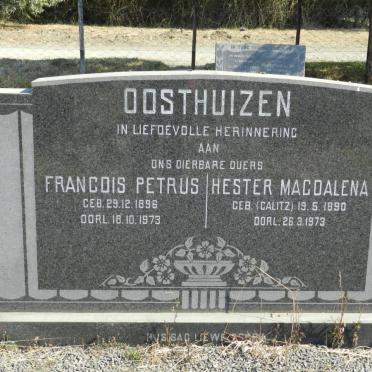 OOSTHUIZEN
IN LIEFDEVOLLE HERINNERING
AAN
ONS DIERBARE OUERS
FRANCOIS PETRUS
GEB. 29.12.1896
OORL. 18.10.1973
HESTER MAGDALENA
GEB. (CALITZ) 19.5.1890
OORL. 26.3.1973